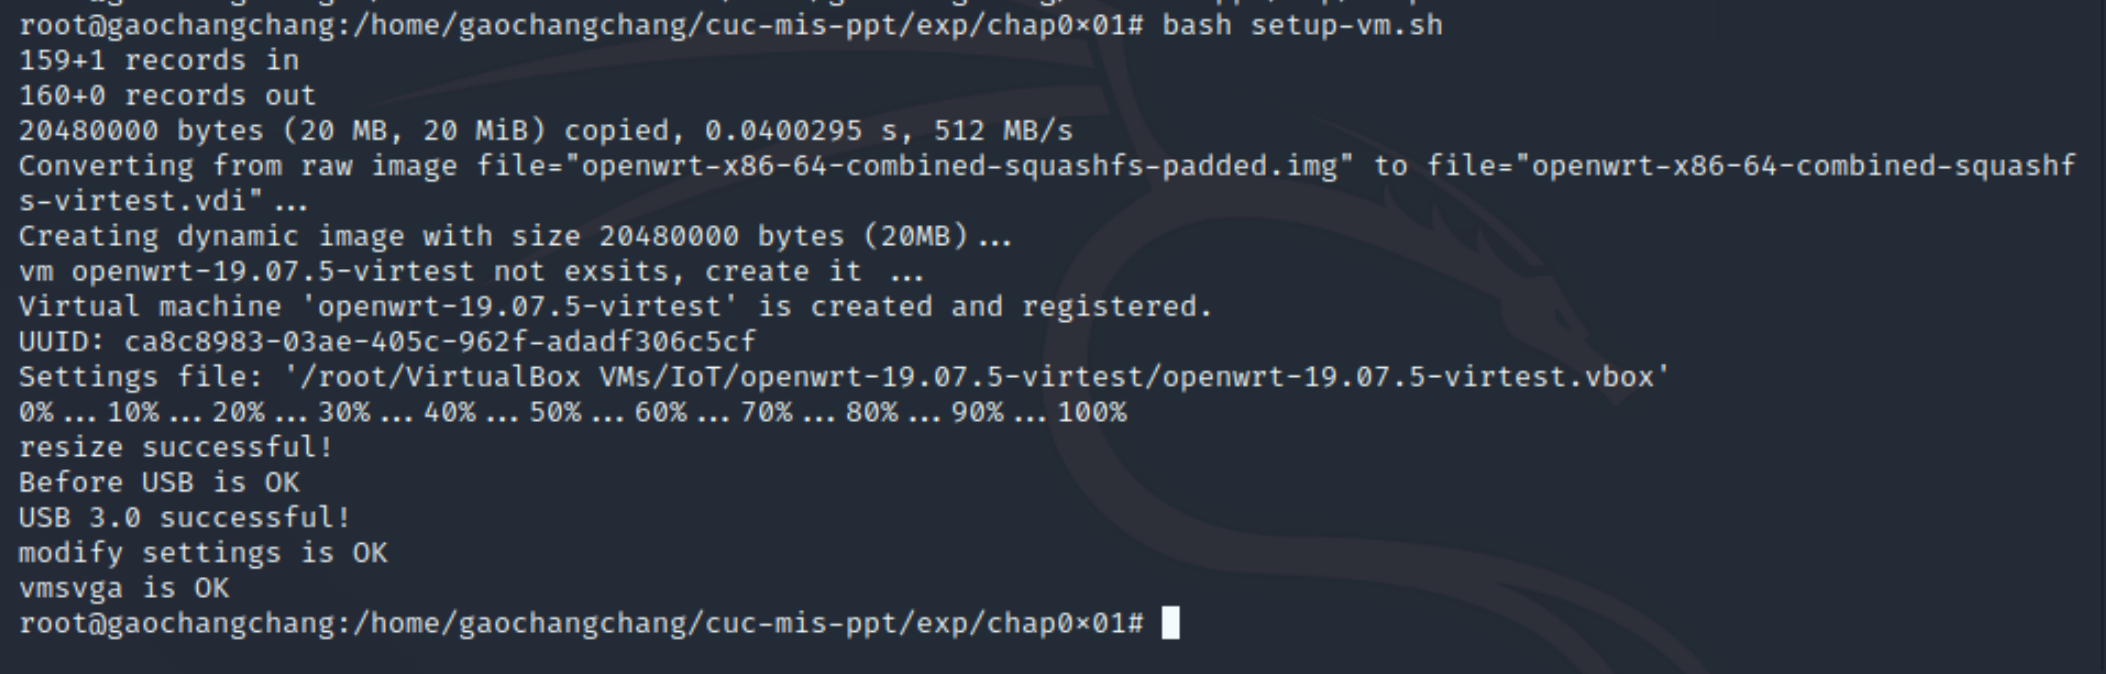 root@gaochangchang:/home/gaochangchang/cuc-mis-ppt/exp/chap0×01# bash setup-vm.sh
159+1 records in
160+0 records out
20480000 bytes (20 MB, 20 MiB) copied, 0.0400295 s, 512 MB/s
Converting from raw image file="openwrt-x86-64-combined-squashfs-padded.img" to file="openwrt-x86-64-combined-squashf
s-virtest.vdi"...
Creating dynamic image with size 20480000 bytes (20MB)...
vm openwrt-19.07.5-virtest not exsits, create it ...
Virtual machine 'openwrt-19.07.5-virtest' is created and registered.
UUID: ca8c8983-03ae-405c-962f-adadf306c5cf
Settings file: '/root/VirtualBox VMs/IoT/openwrt-19.07.5-virtest/openwrt-19.07.5-virtest.vbox'
0%...10%...20%...30%...40%...50%...60%...70%...80%...90%...100%
resize successful!
Before USB is OK
USB 3.0 successful!
modify settings is OK
vmsvga is OK
root@gaochangchang:/home/gaochangchang/cuc-mis-ppt/exp/chap0×01#